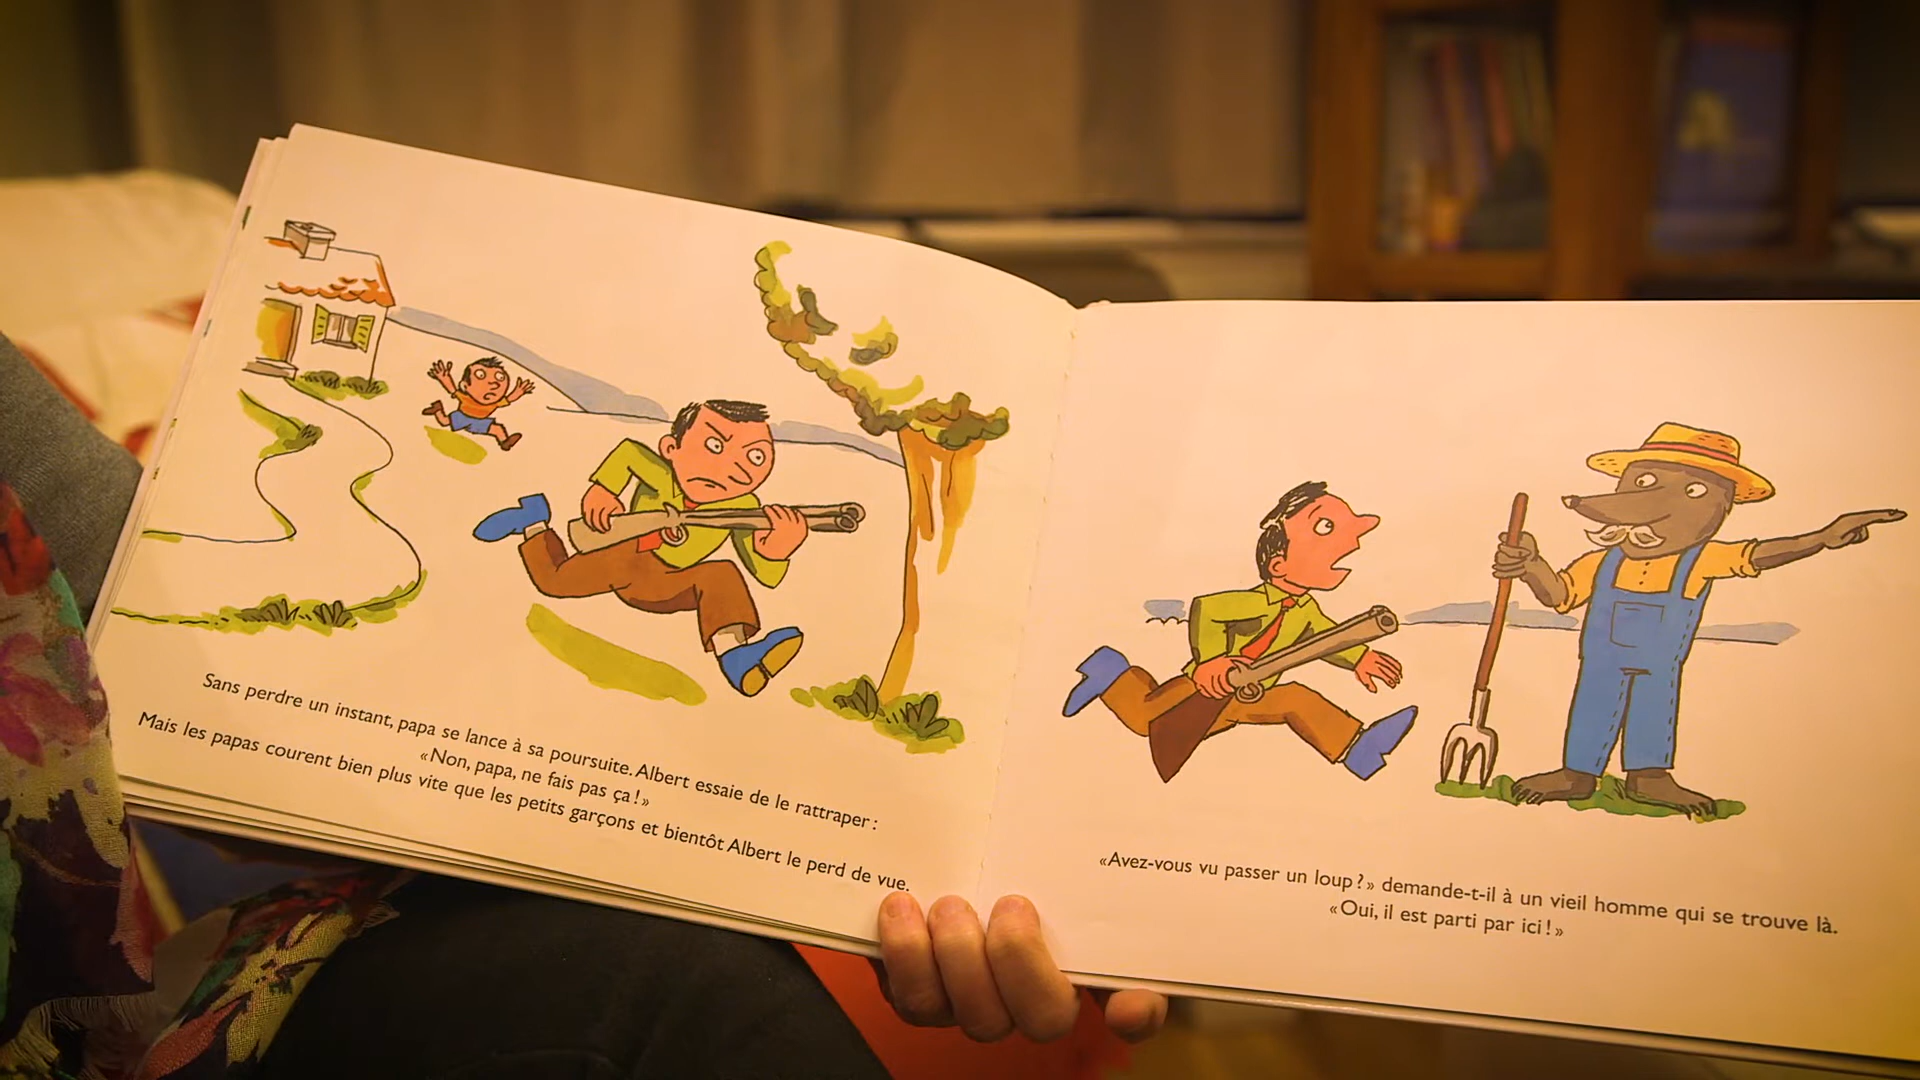 Sans perdre un instant, papa se lance à sa poursuite. Albert essaie de le rattraper :
«Non, papa, ne fais pas ça !»
Mais les papas courent bien plus vite que les petits garçons et bientôt Albert le perd de vue.
«Avez-vous vu passer un loup ?» demande-t-il à un vieil homme qui se trouve là.
«Oui, il est parti par ici !»